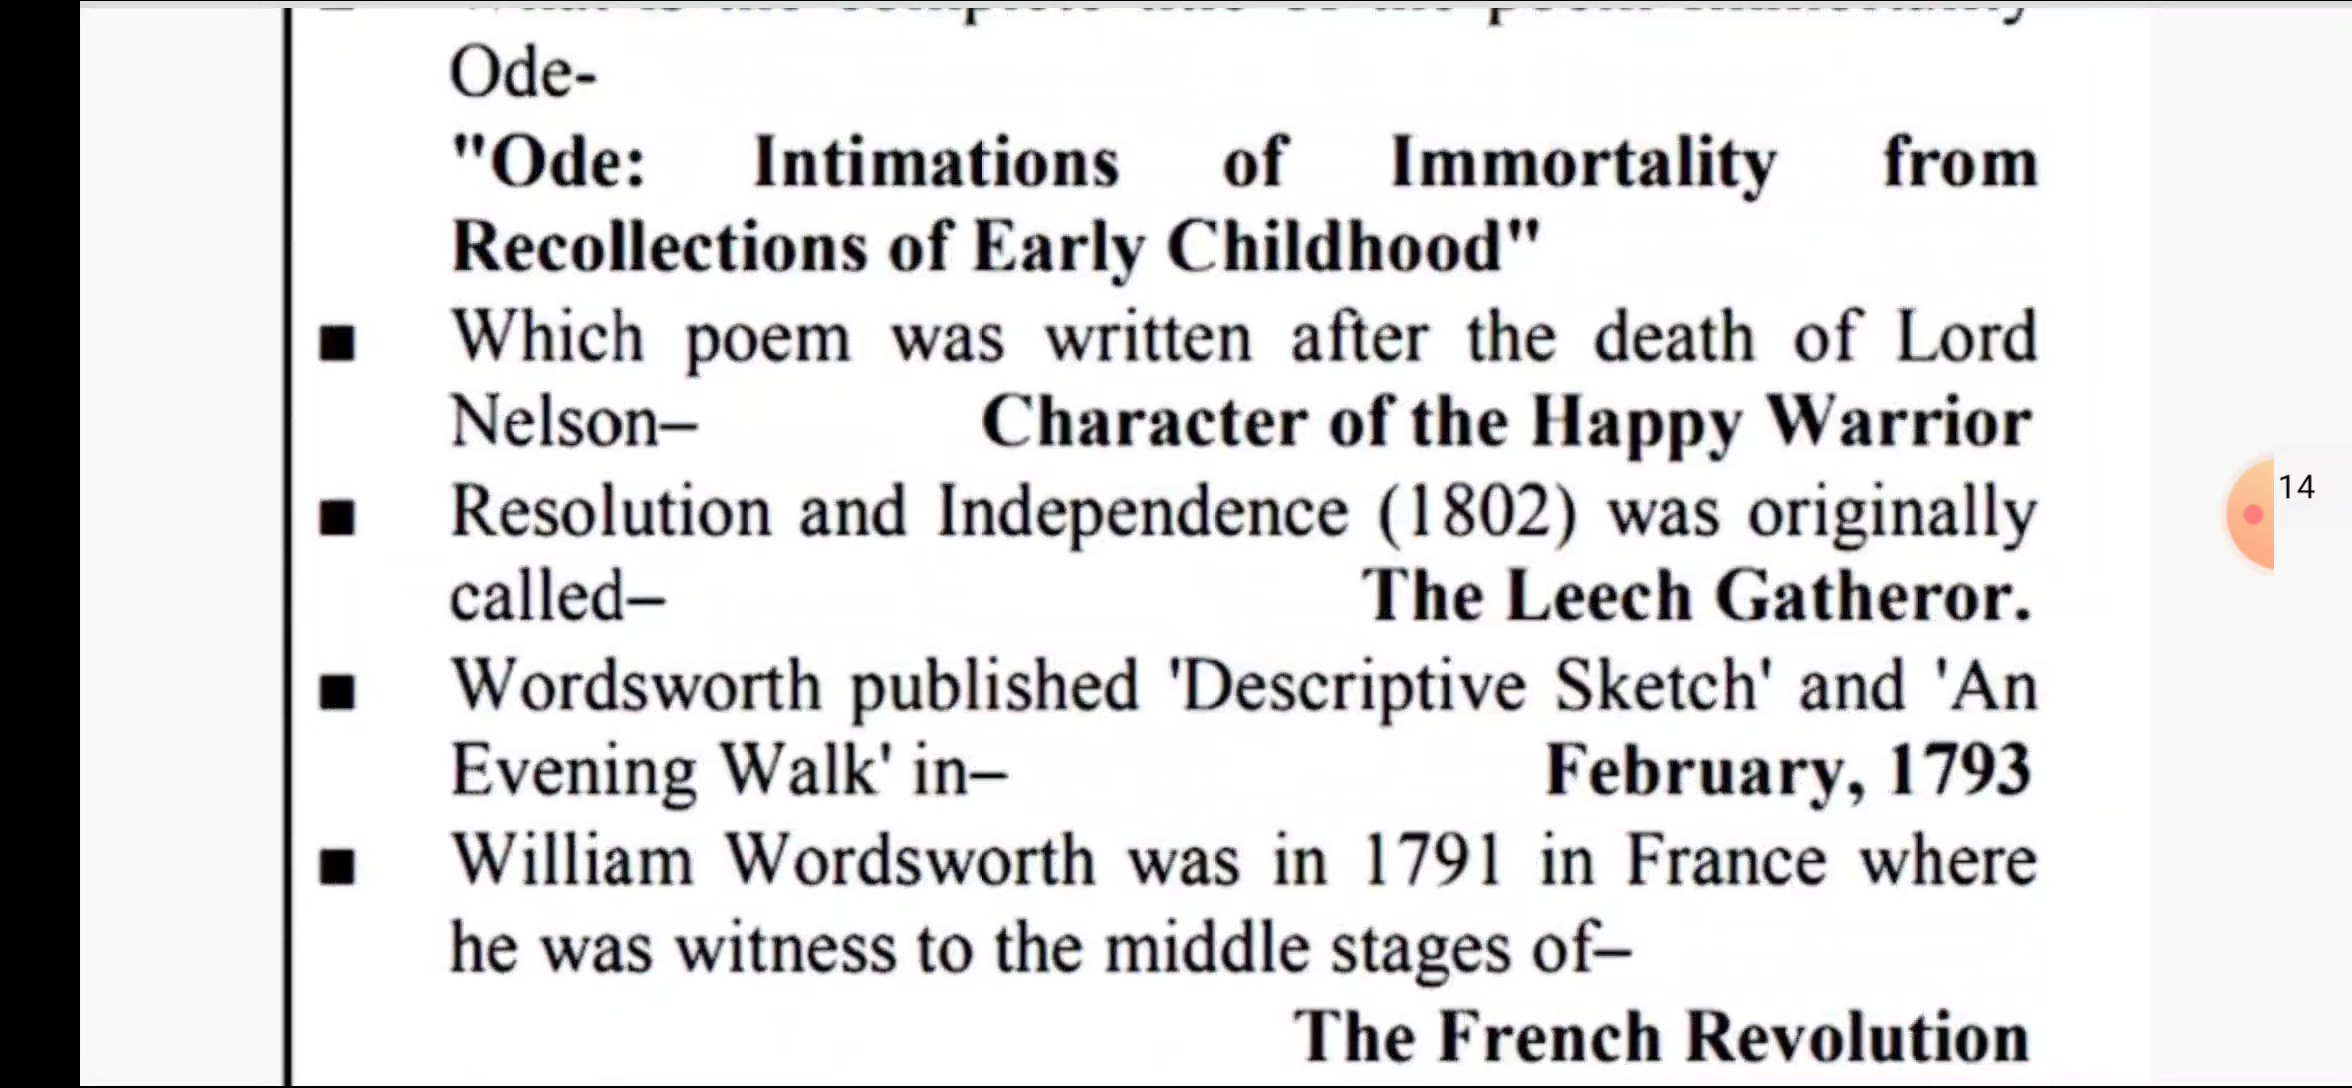 Ode-
"Ode: Intimations of Immortality from
Recollections of Early Childhood"
■ Which poem was written after the death of Lord
Nelson– Character of the Happy Warrior
■ Resolution and Independence (1802) was originally
called– The Leech Gatheror.
■ Wordsworth published 'Descriptive Sketch' and 'An
Evening Walk' in– February, 1793
■ William Wordsworth was in 1791 in France where
he was witness to the middle stages of–
The French Revolution
14